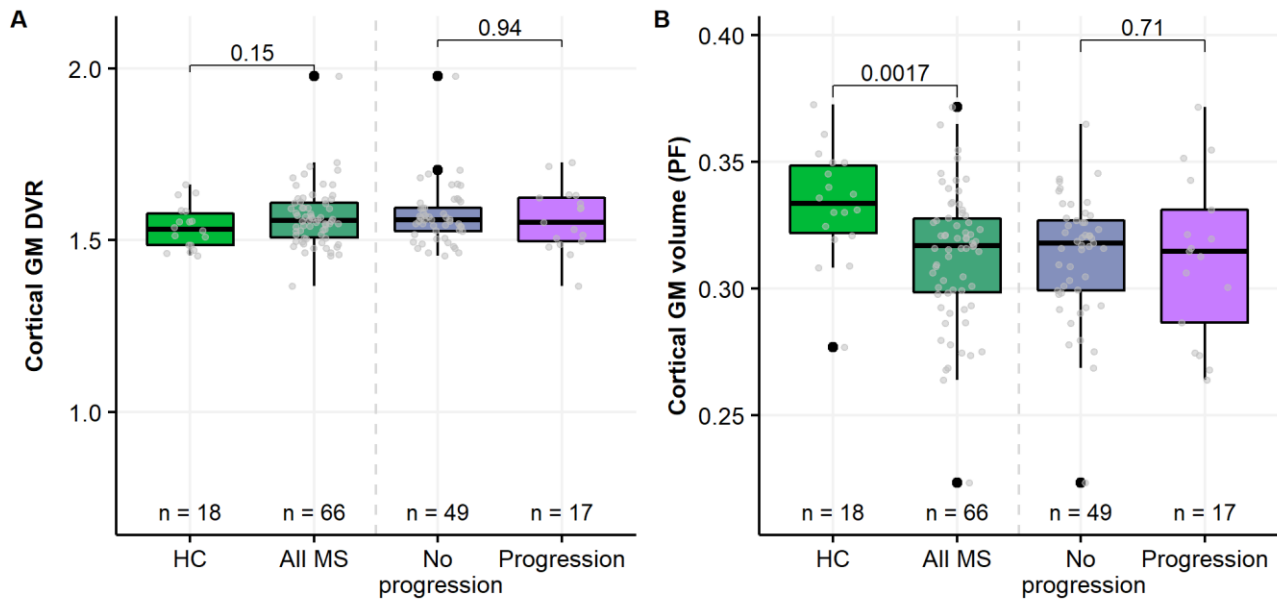 A
Cortical GM DVR
2.0
1.5
1.0
0.15
0.94
n = 18
n = 66
n = 49
n = 17
HC
All MS
No
progression
Progression
B
Cortical GM volume (PF)
0.40
0.35
0.30
0.25
0.0017
0.71
n = 18
n = 66
n = 49
n = 17
HC
All MS
No
progression
Progression